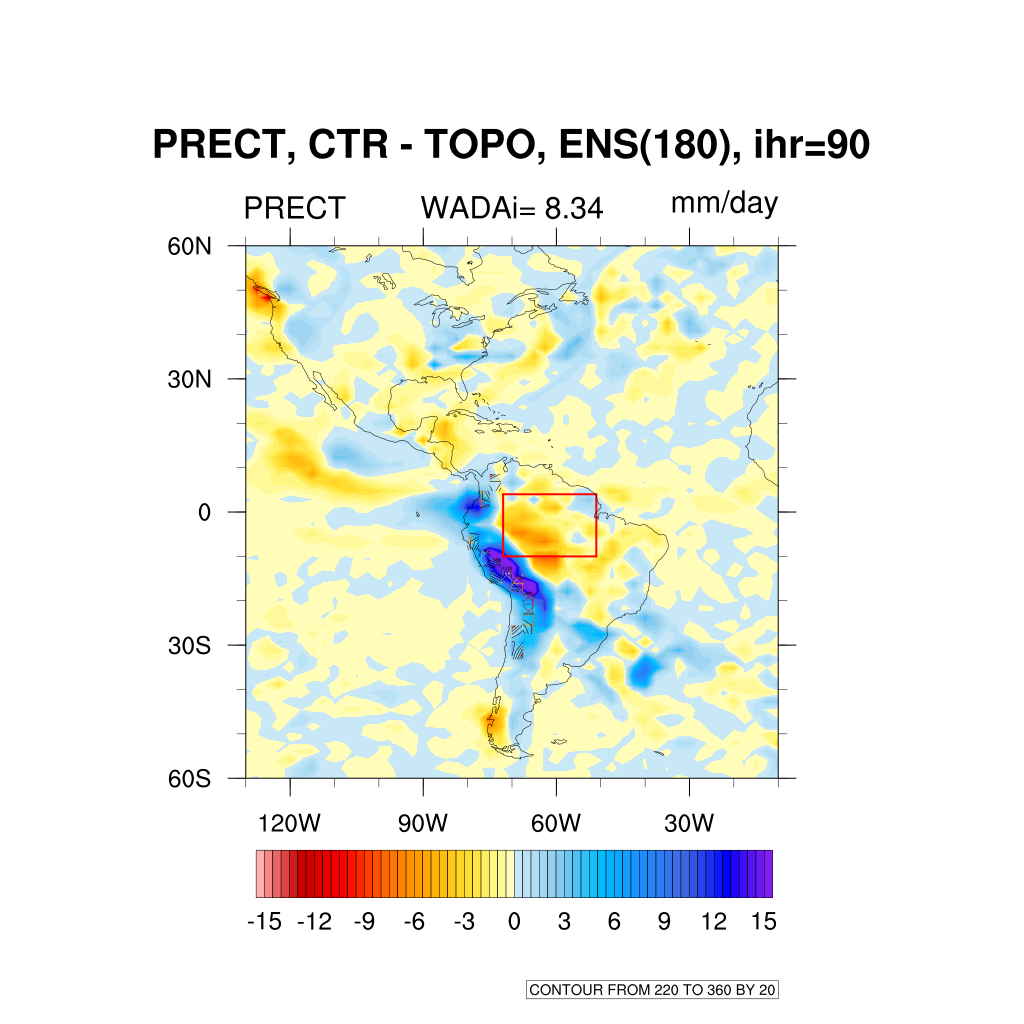 PRECT, CTR - TOPO, ENS(180), ihr=90
PRECT WADAi= 8.34 mm/day
60N
30N
0
30S
60S
120W 90W 60W 30W
-15 -12 -9 -6 -3 0 3 6 9 12 15
CONTOUR FROM 220 TO 360 BY 20